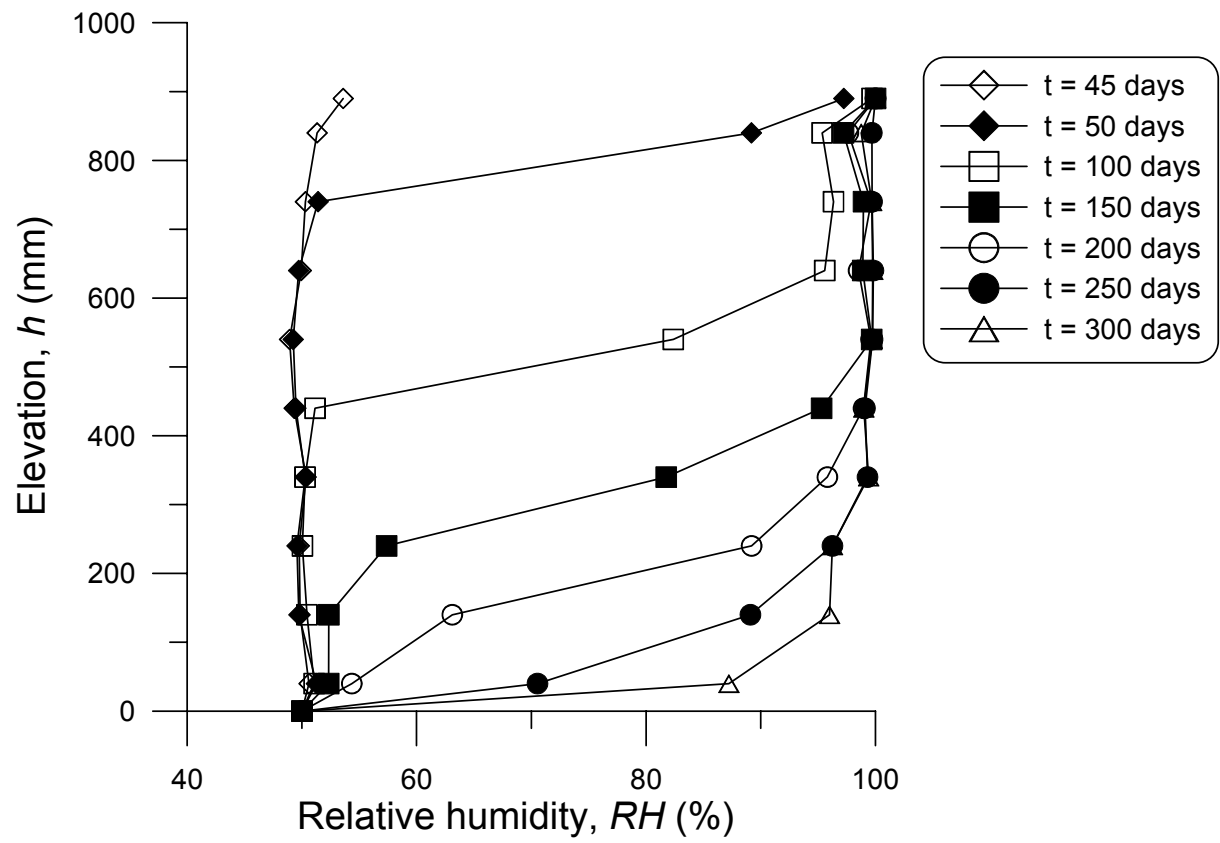 1000
800
600
400
200
0
Elevation, h (mm)
40 60 80 100
Relative humidity, RH (%)
t = 45 days
t = 50 days
t = 100 days
t = 150 days
t = 200 days
t = 250 days
t = 300 days